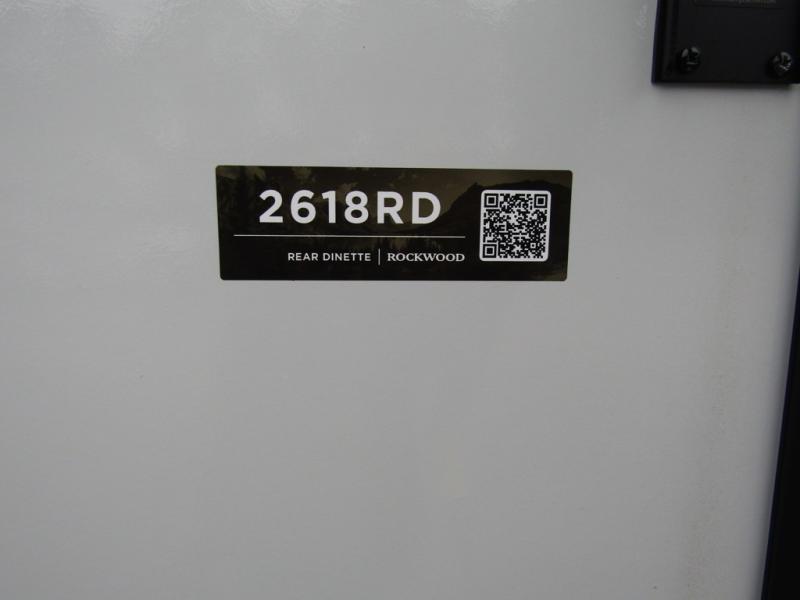 2618RD
REAR DINETTE | ROCKWOOD